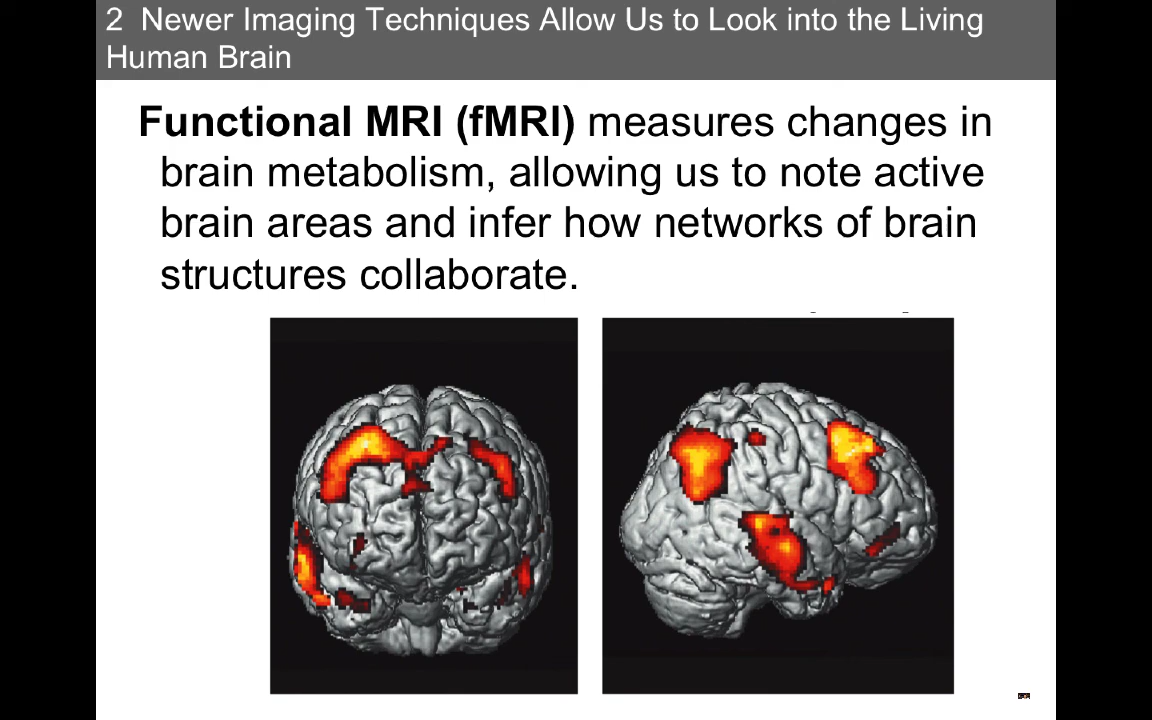 2 Newer Imaging Techniques Allow Us to Look into the Living
Human Brain
Functional MRI (fMRI) measures changes in
brain metabolism, allowing us to note active
brain areas and infer how networks of brain
structures collaborate.